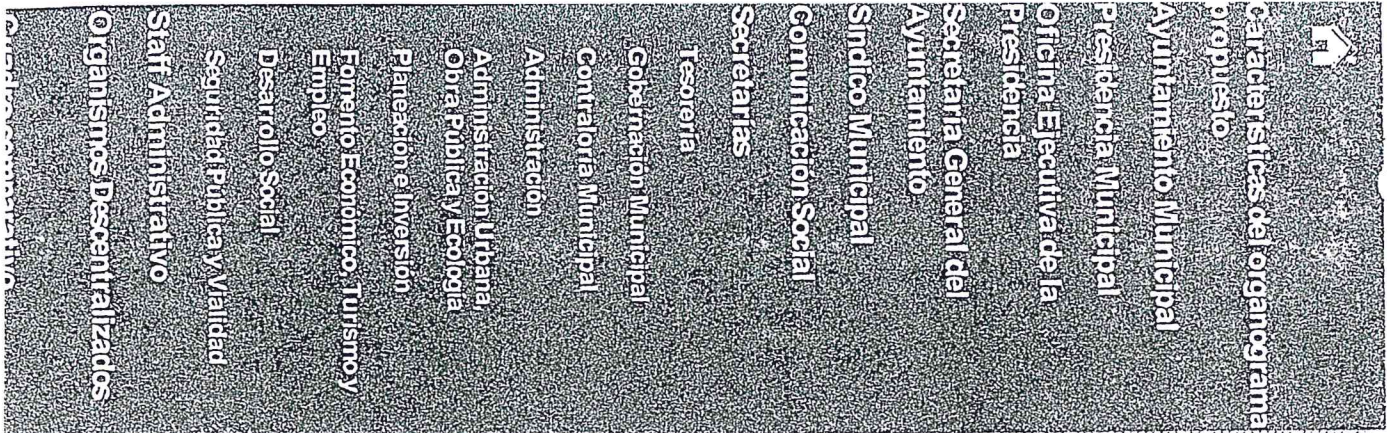 Características del organograma
propuesto
Ayuntamiento Municipal
Presidencia Municipal
Oficina Ejecutiva de la
Presidencia
Secretaría General del
Ayuntamiento
Síndico Municipal
Comunicación Social
Secretarías
Tesorería
Gobernación Municipal
Contraloría Municipal
Administración
Administración Urbana,
Obra Pública y Ecología
Planeación e Inversión
Fomento Económico, Turismo y
Empleo
Desarrollo Social
Seguridad Pública y Vialidad
Staff Administrativo
Organismos Descentralizados